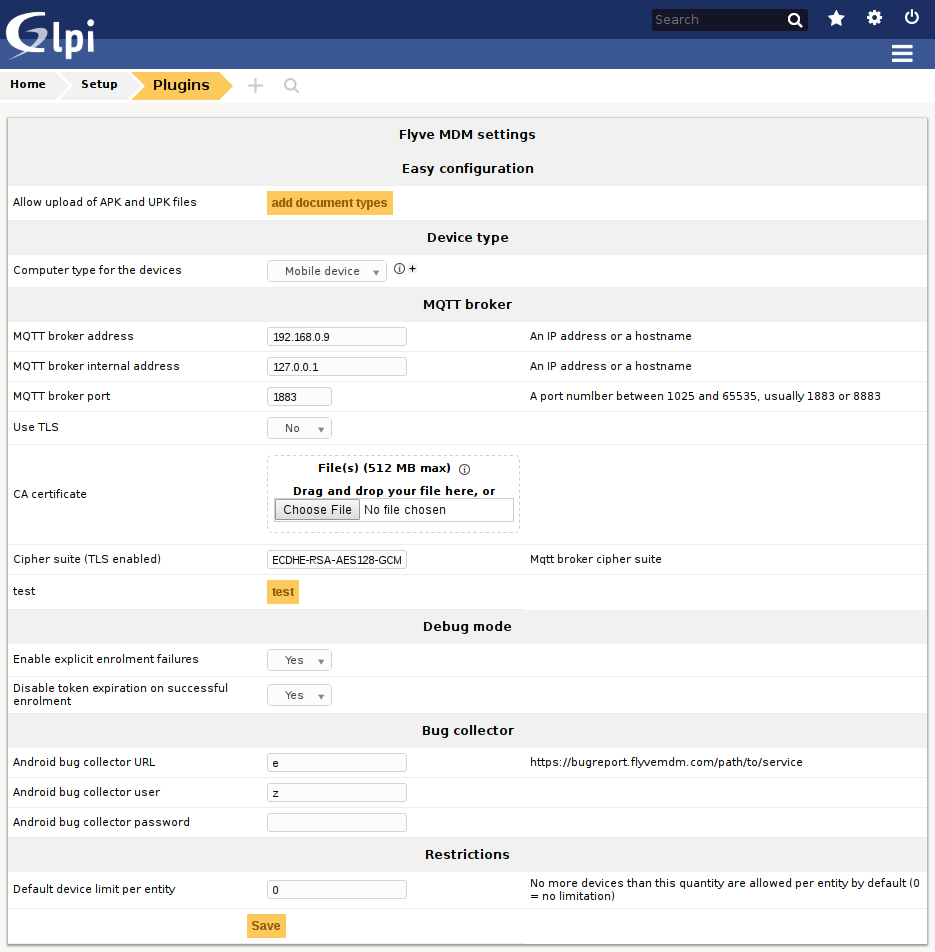 Search
Glpi
Home
Setup
Plugins
Flyve MDM settings
Easy configuration
Allow upload of APK and UPK files
add document types
Device type
Computer type for the devices
Mobile device
+
MQTT broker
MQTT broker address
192.168.0.9
An IP address or a hostname
MQTT broker internal address
127.0.0.1
An IP address or a hostname
MQTT broker port
1883
A port numlber between 1025 and 65535, usually 1883 or 8883
Use TLS
No
CA certificate
File(s) (512 MB max)
Drag and drop your file here, or
Choose File No file chosen
Cipher suite (TLS enabled)
ECDHE-RSA-AES128-GCM
Mqtt broker cipher suite
test
test
Debug mode
Enable explicit enrolment failures
Yes
Disable token expiration on successful
enrolment
Yes
Bug collector
Android bug collector URL
e
https://bugreport.flyvemdm.com/path/to/service
Android bug collector user
z
Android bug collector password
Restrictions
Default device limit per entity
0
No more devices than this quantity are allowed per entity by default (0
= no limitation)
Save